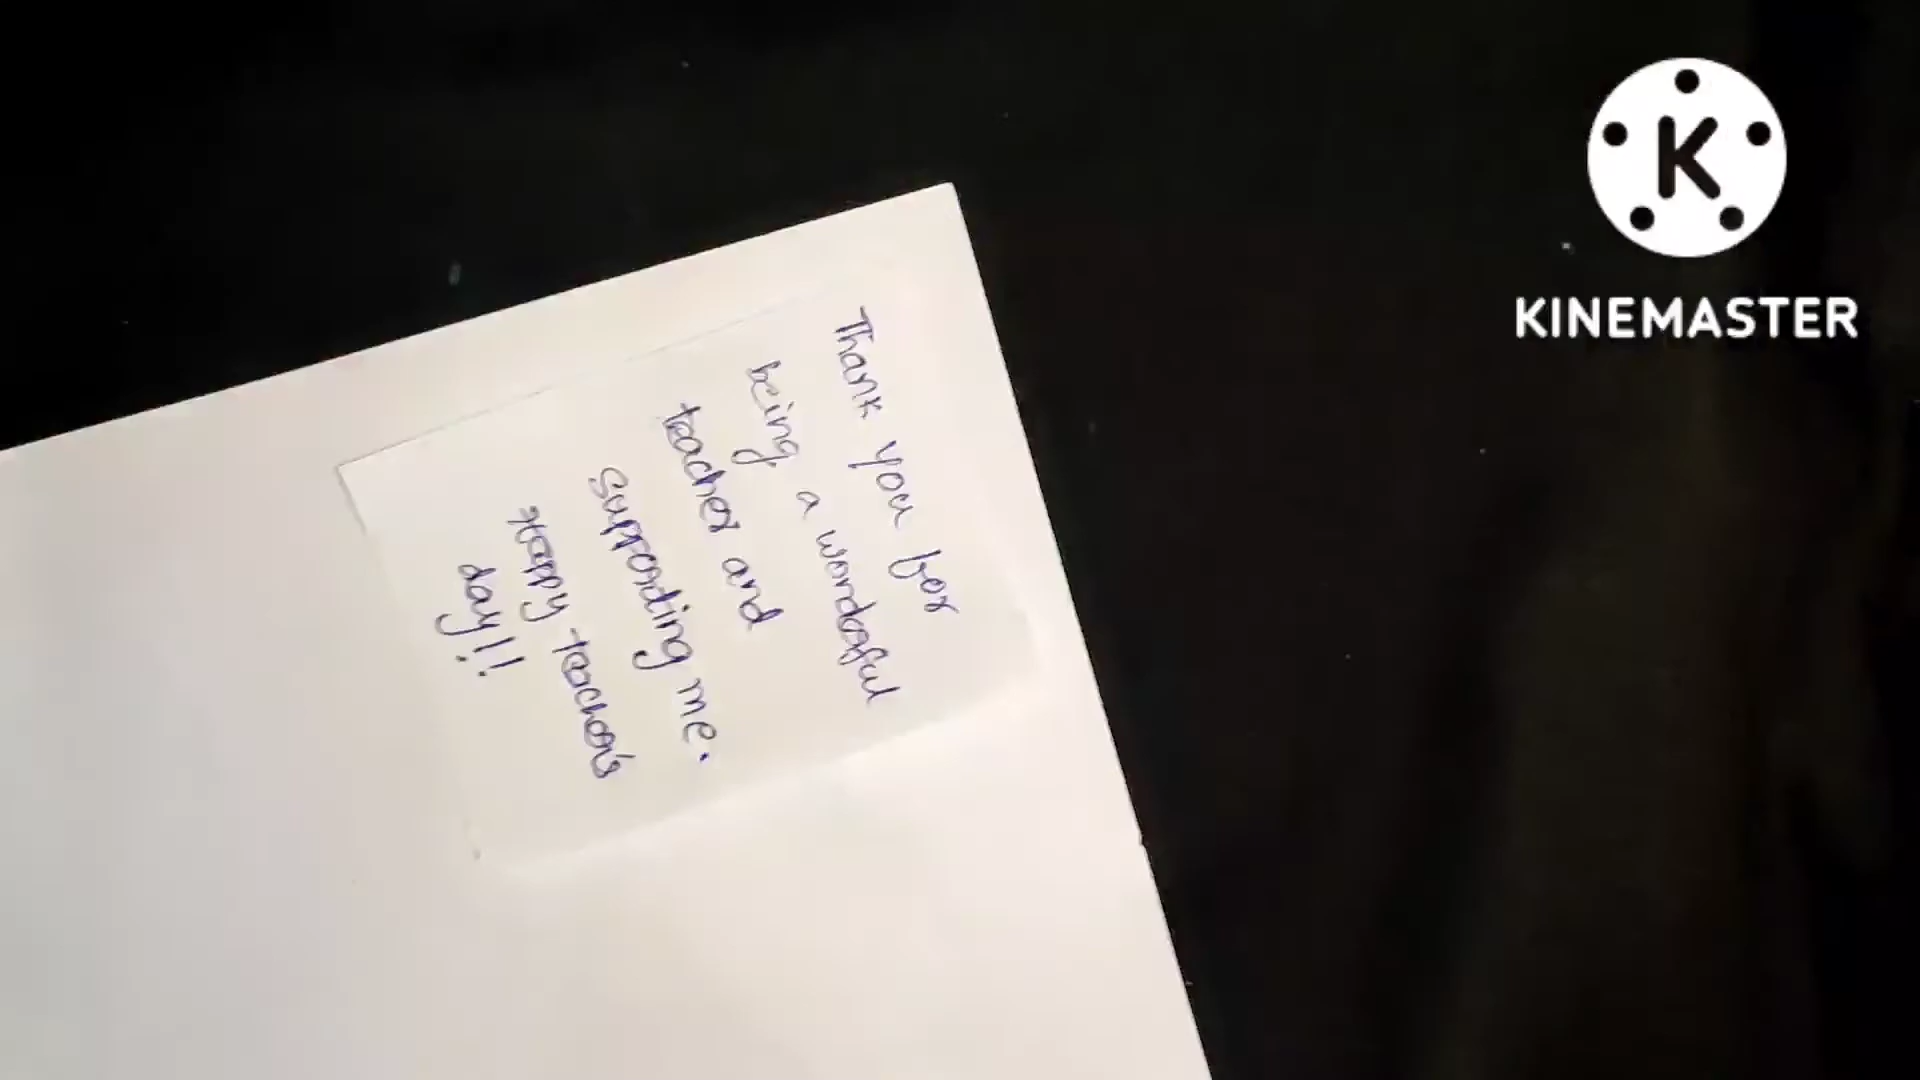 Thank you for
being a wonderful
teacher and
supporting me.
Happy teacher's
day!!
K
KINEMASTER